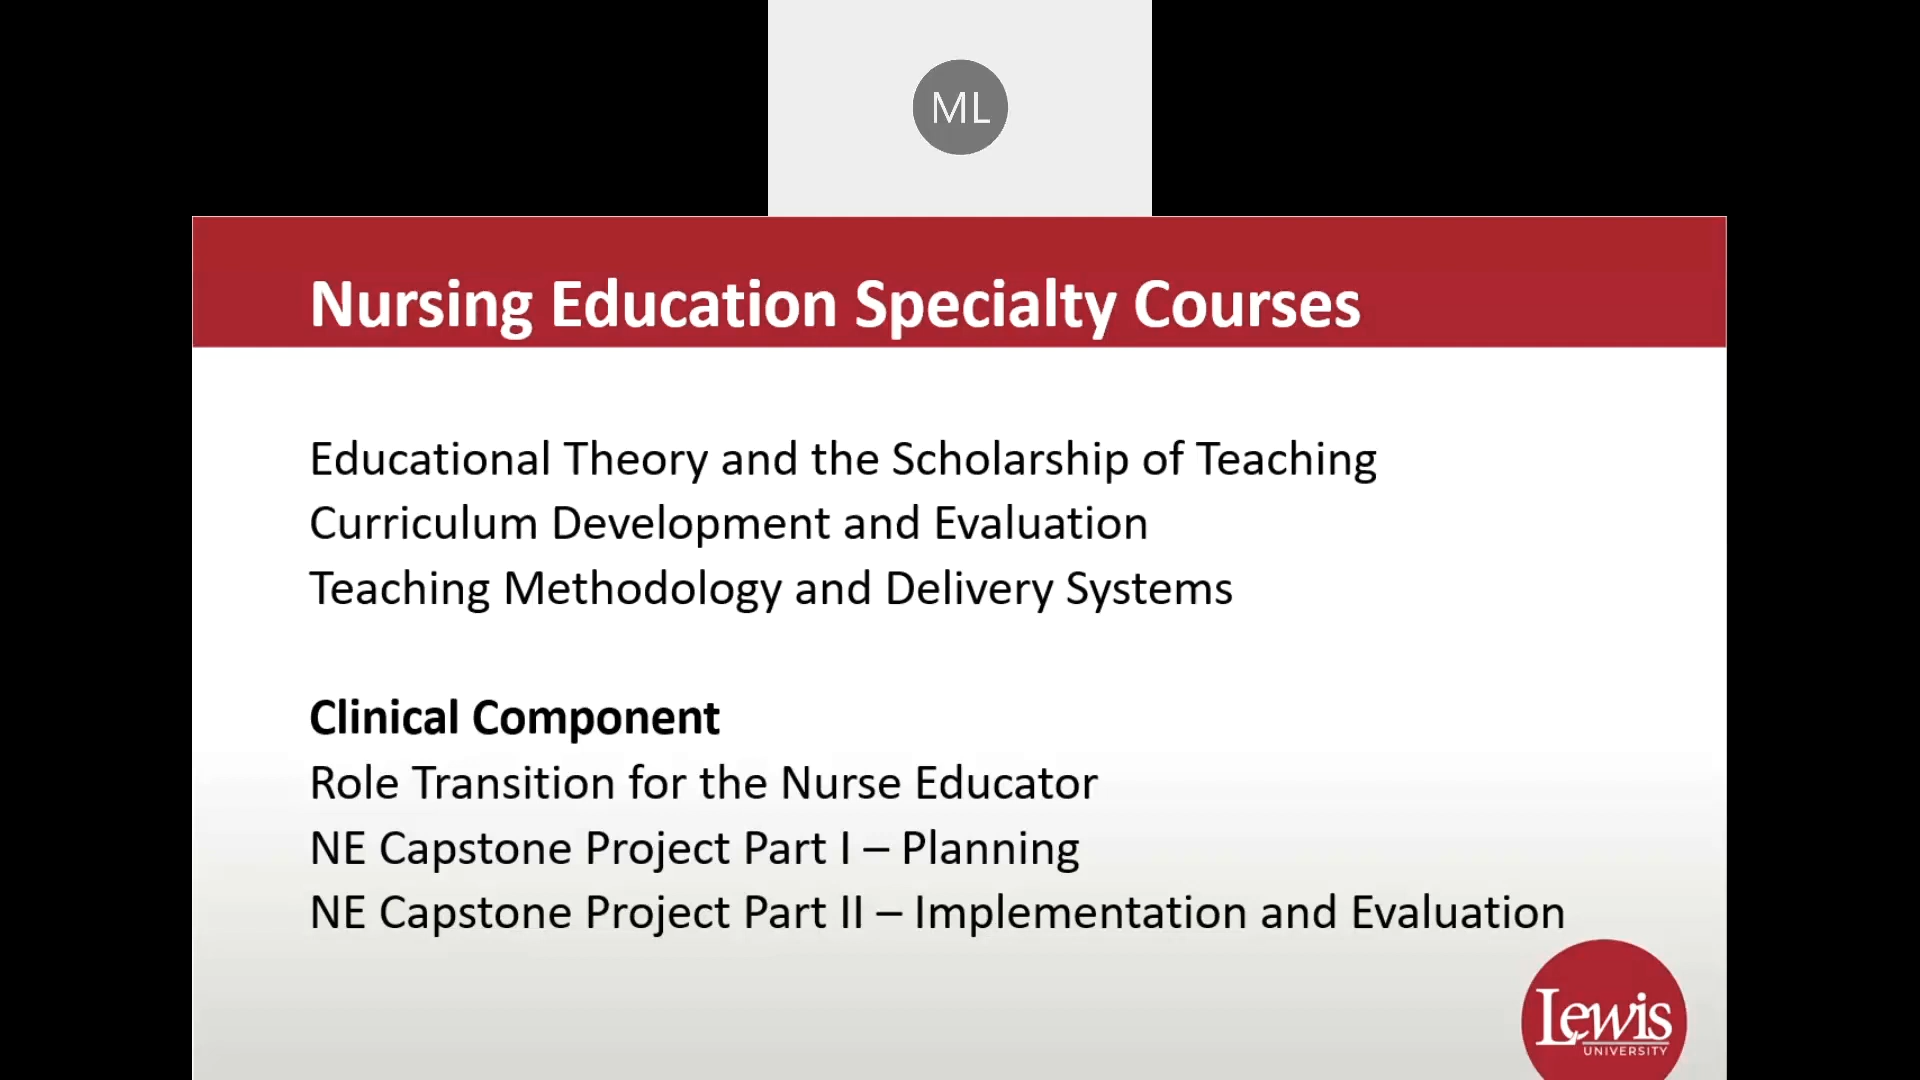 ML
Nursing Education Specialty Courses
Educational Theory and the Scholarship of Teaching
Curriculum Development and Evaluation
Teaching Methodology and Delivery Systems
Clinical Component
Role Transition for the Nurse Educator
NE Capstone Project Part I – Planning
NE Capstone Project Part II – Implementation and Evaluation
Lewis
UNIVERSITY